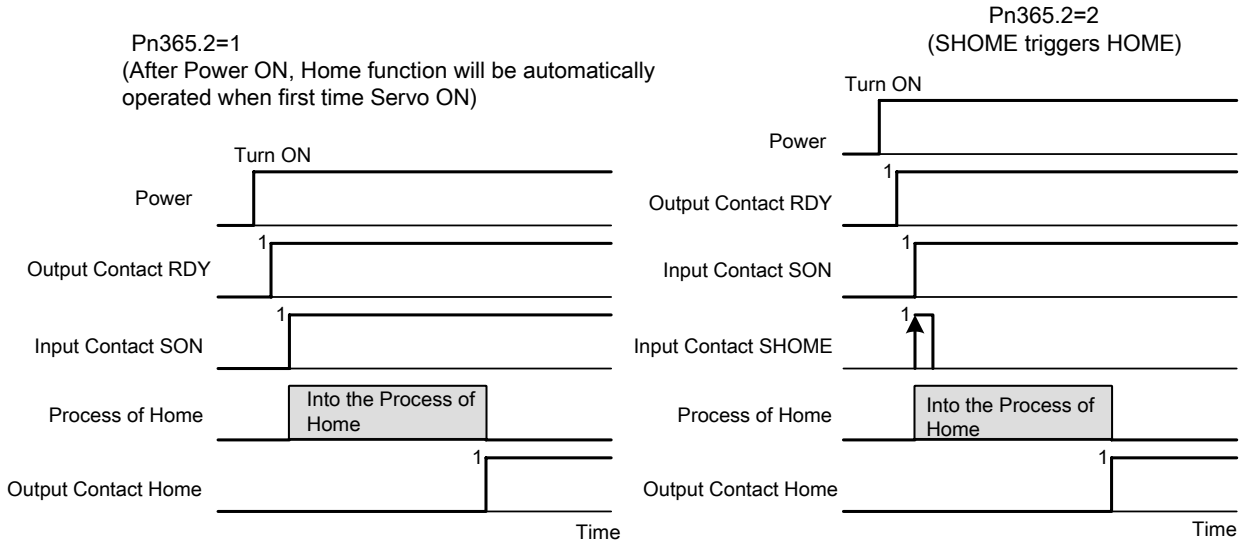 Pn365.2=1
(After Power ON, Home function will be automatically
operated when first time Servo ON)
Turn ON
Power
1
Output Contact RDY
1
Input Contact SON
Into the Process of
Home
Process of Home
1
Output Contact Home
Time
Pn365.2=2
(SHOME triggers HOME)
Turn ON
Power
1
Output Contact RDY
1
Input Contact SON
1
Input Contact SHOME
Into the Process of
Home
Process of Home
1
Output Contact Home
Time